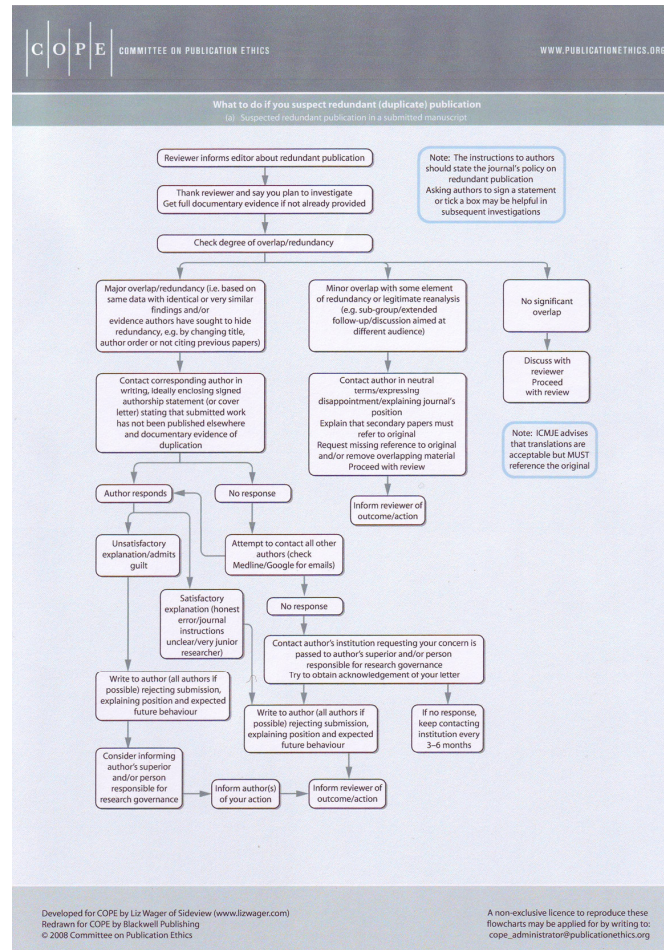 COPE COMMITTEE ON PUBLICATION ETHICS
WWW.PUBLICATIONETHICS.ORG
What to do if you suspect redundant (duplicate) publication
(a) Suspected redundant publication in a submitted manuscript
Reviewer informs editor about redundant publication
Note: The instructions to authors
should state the journal's policy on
redundant publication
Asking authors to sign a statement
or tick a box may be helpful in
subsequent investigations
Thank reviewer and say you plan to investigate
Get full documentary evidence if not already provided
Check degree of overlap/redundancy
Major overlap/redundancy (i.e. based on
same data with identical or very similar
findings and/or
evidence authors have sought to hide
redundancy, e.g. by changing title,
author order or not citing previous papers)
Minor overlap with some element
of redundancy or legitimate reanalysis
(e.g. sub-group/extended
follow-up/discussion aimed at
different audience)
No significant
overlap
Discuss with
reviewer
Proceed
with review
Contact corresponding author in
writing, ideally enclosing signed
authorship statement (or cover
letter) stating that submitted work
has not been published elsewhere
and documentary evidence of
duplication
Contact author in neutral
terms/expressing
disappointment/explaining journal's
position
Explain that secondary papers must
refer to original
Request missing reference to original
and/or remove overlapping material
Proceed with review
Note: ICMJE advises
that translations are
acceptable but MUST
reference the original
Author responds
No response
Inform reviewer of
outcome/action
Unsatisfactory
explanation/admits
guilt
Attempt to contact all other
authors (check
Medline/Google for emails)
Satisfactory
explanation (honest
error/journal
instructions
unclear/very junior
researcher)
No response
Contact author's institution requesting your concern is
passed to author's superior and/or person
responsible for research governance
Try to obtain acknowledgement of your letter
Write to author (all authors if
possible) rejecting submission,
explaining position and expected
future behaviour
Write to author (all authors if
possible) rejecting submission,
explaining position and expected
future behaviour
If no response,
keep contacting
institution every
3–6 months
Consider informing
author's superior
and/or person
responsible for
research governance
Inform author(s)
of your action
Inform reviewer of
outcome/action
Developed for COPE by Liz Wager of Sideview (www.lizwager.com)
Redrawn for COPE by Blackwell Publishing
© 2008 Committee on Publication Ethics
A non-exclusive licence to reproduce these
flowcharts may be applied for by writing to:
cope_administrator@publicationethics.org